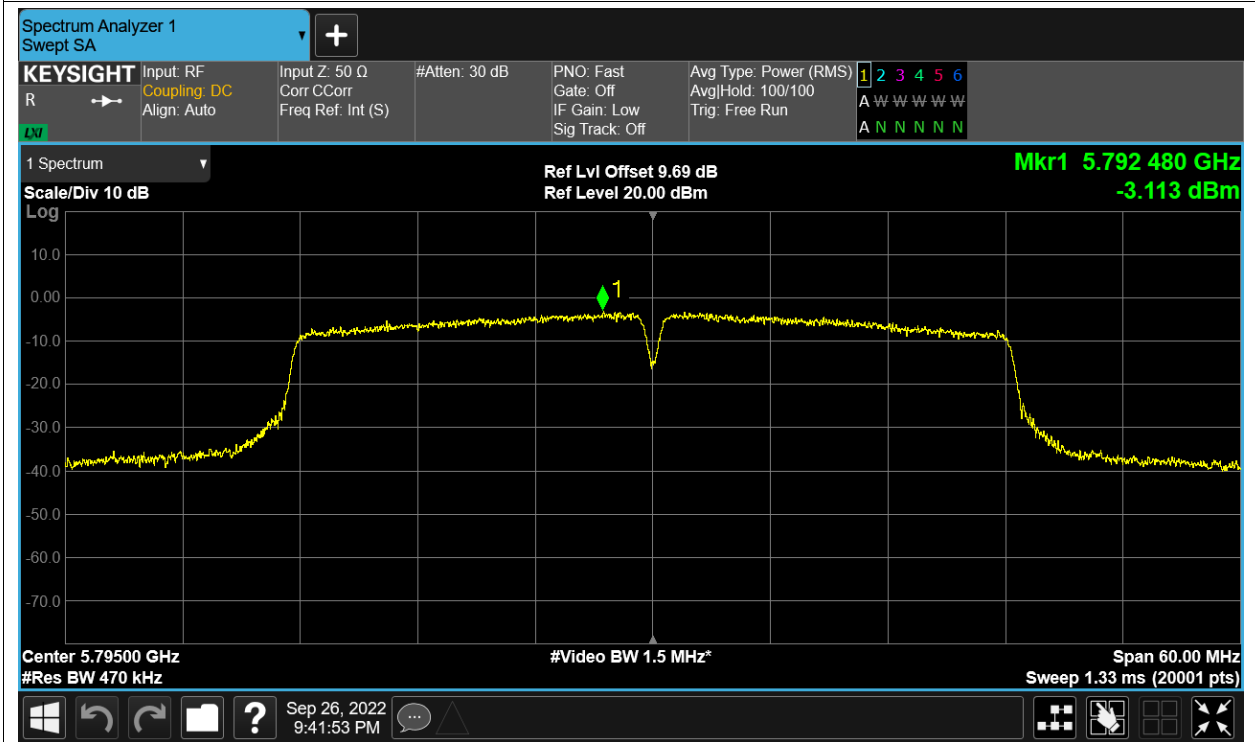 Spectrum Analyzer 1
Swept SA
+
KEYSIGHT
R
LXI
Input: RF
Coupling: DC
Align: Auto
Input Z: 50 Ω
Corr CCorr
Freq Ref: Int (S)
#Atten: 30 dB
PNO: Fast
Gate: Off
IF Gain: Low
Sig Track: Off
Avg Type: Power (RMS)
Avg|Hold: 100/100
Trig: Free Run
1 2 3 4 5 6
A W W W W W
A N N N N N
1 Spectrum
Scale/Div 10 dB
Log
Ref Lvl Offset 9.69 dB
Ref Level 20.00 dBm
Mkr1 5.792 480 GHz
-3.113 dBm
10.0
0.00
-10.0
-20.0
-30.0
-40.0
-50.0
-60.0
-70.0
1
Center 5.79500 GHz
#Res BW 470 kHz
#Video BW 1.5 MHz*
Span 60.00 MHz
Sweep 1.33 ms (20001 pts)
?
Sep 26, 2022
9:41:53 PM